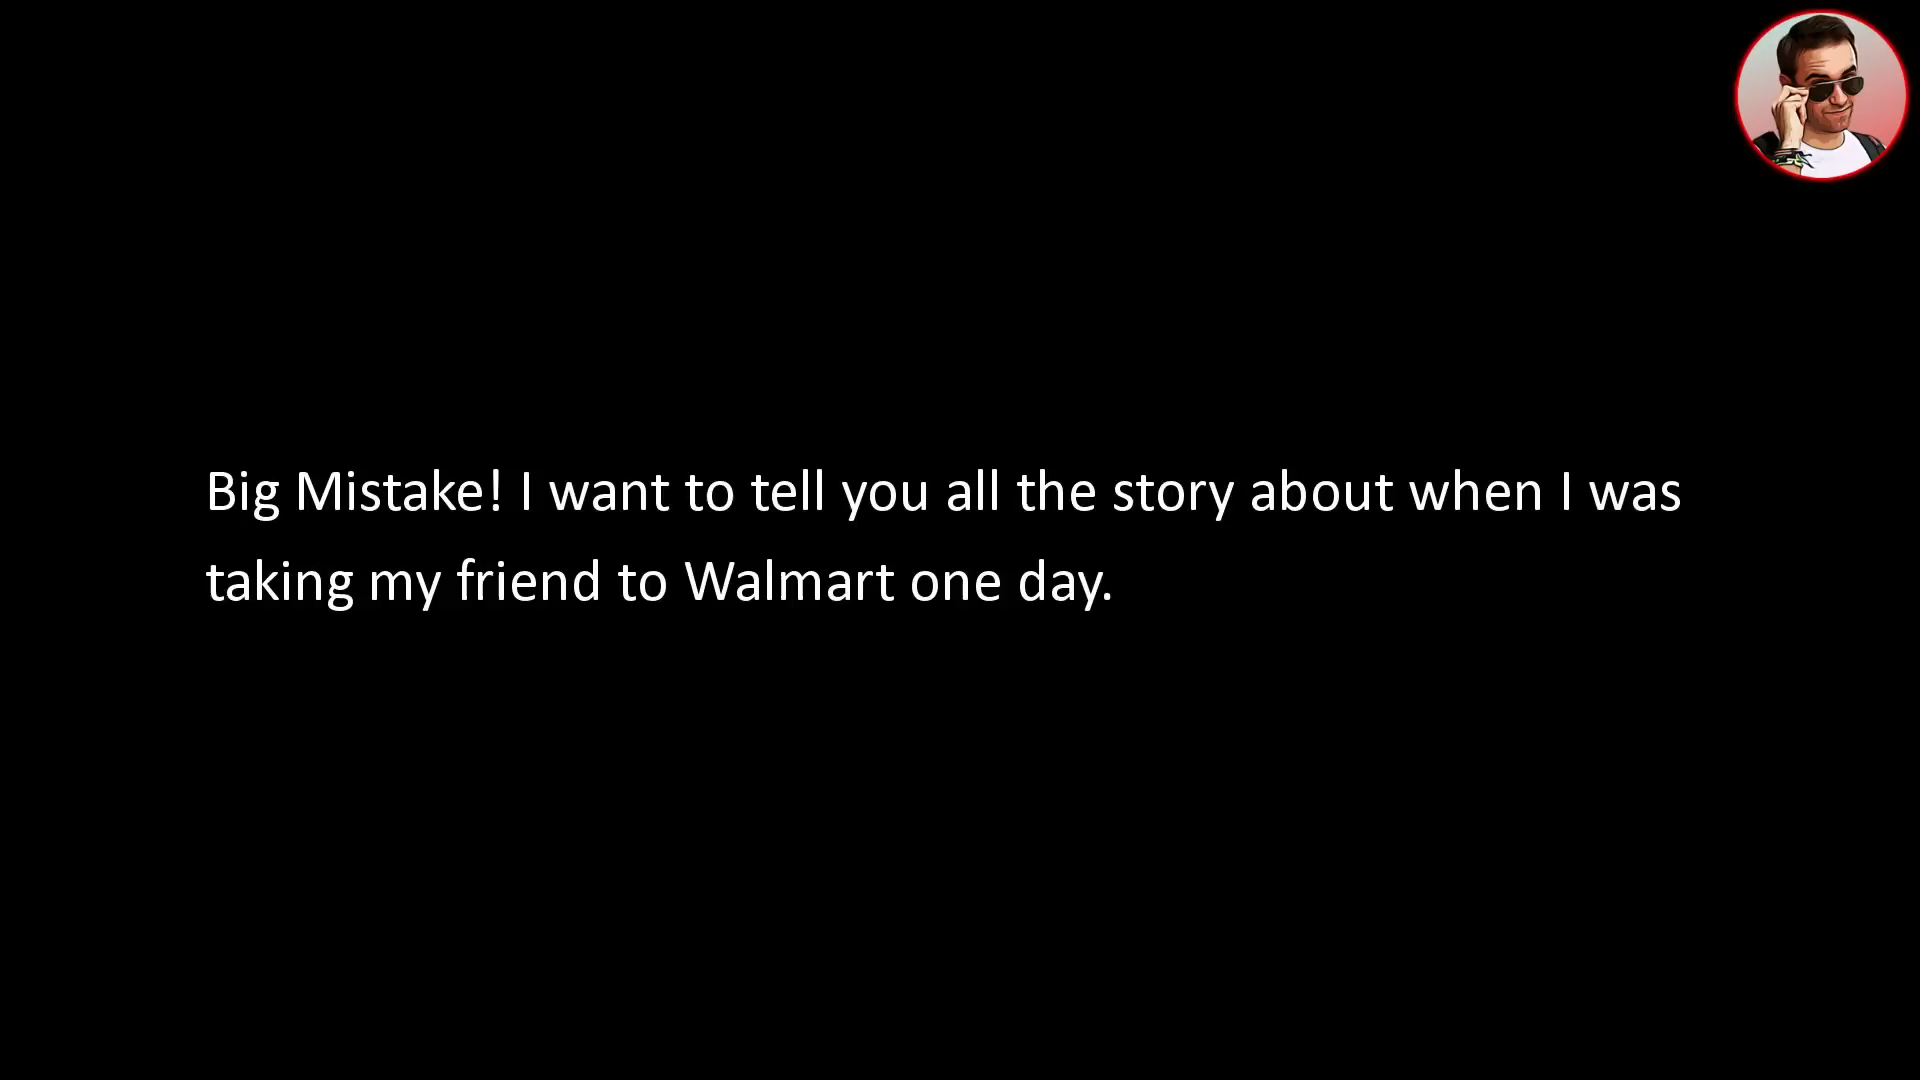 Big Mistake! I want to tell you all the story about when I was
taking my friend to Walmart one day.